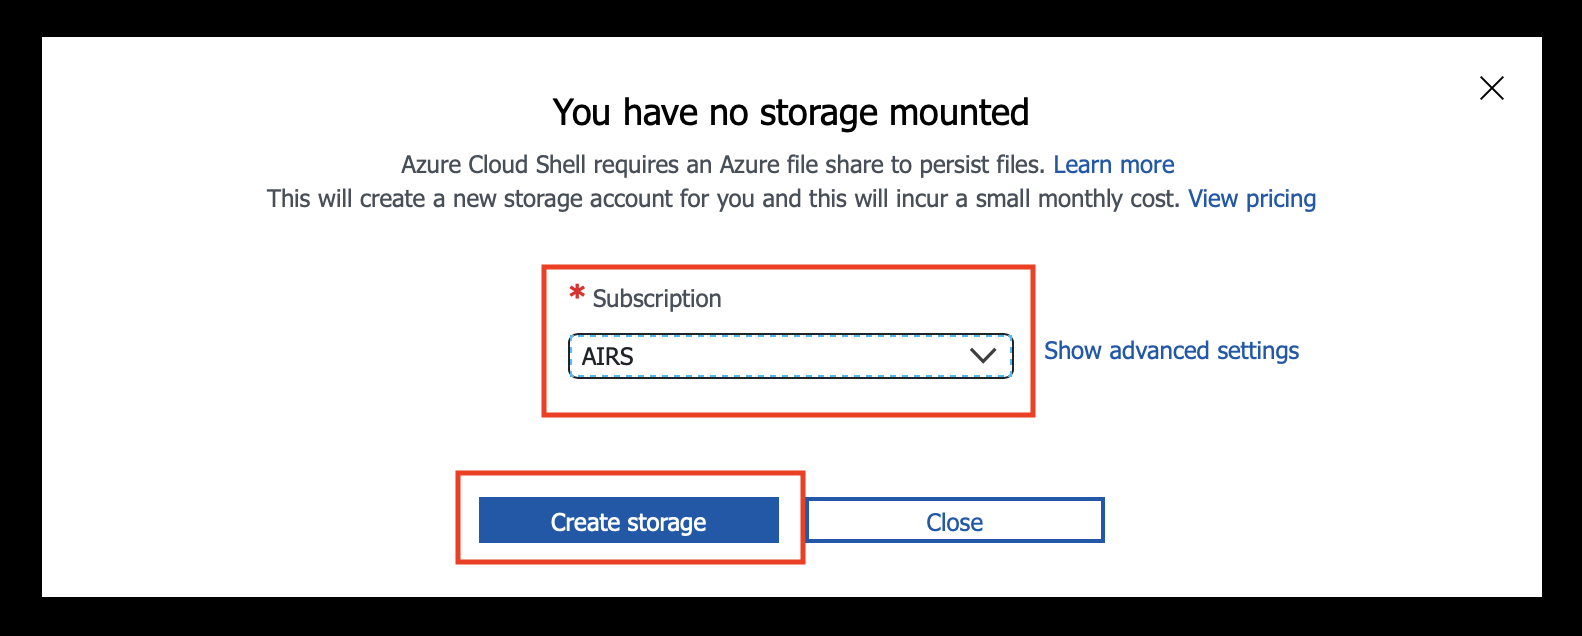 You have no storage mounted
Azure Cloud Shell requires an Azure file share to persist files. Learn more
This will create a new storage account for you and this will incur a small monthly cost. View pricing
* Subscription
AIRS
Show advanced settings
Create storage
Close